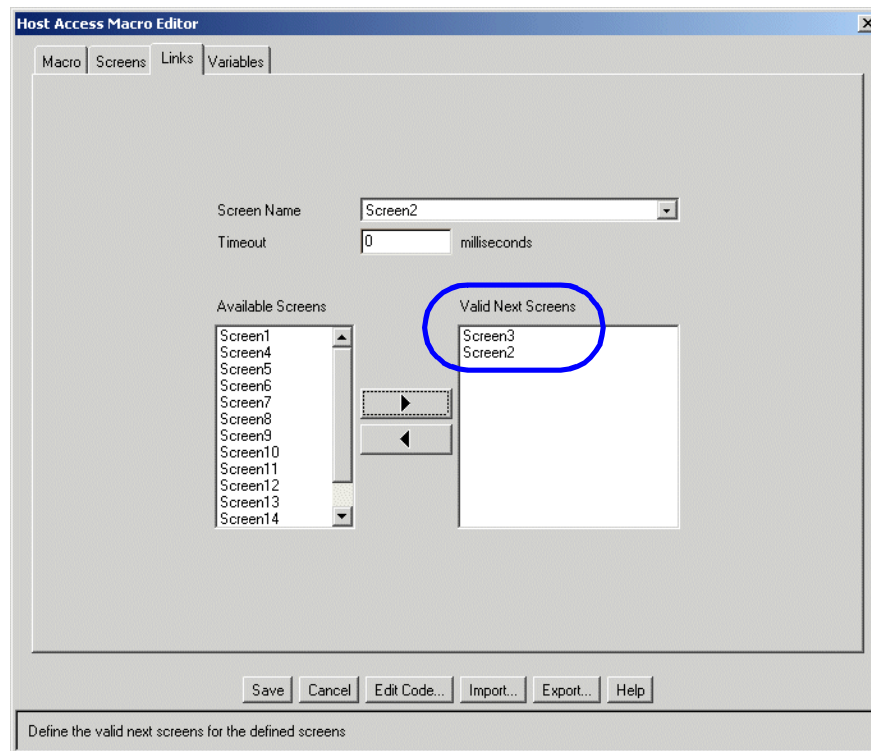 Host Access Macro Editor
Macro Screens Links Variables
Screen Name Screen2
Timeout 0 milliseconds
Available Screens
Screen1
Screen4
Screen5
Screen6
Screen7
Screen8
Screen9
Screen10
Screen11
Screen12
Screen13
Screen14
Valid Next Screens
Screen3
Screen2
Save Cancel Edit Code... Import... Export... Help
Define the valid next screens for the defined screens